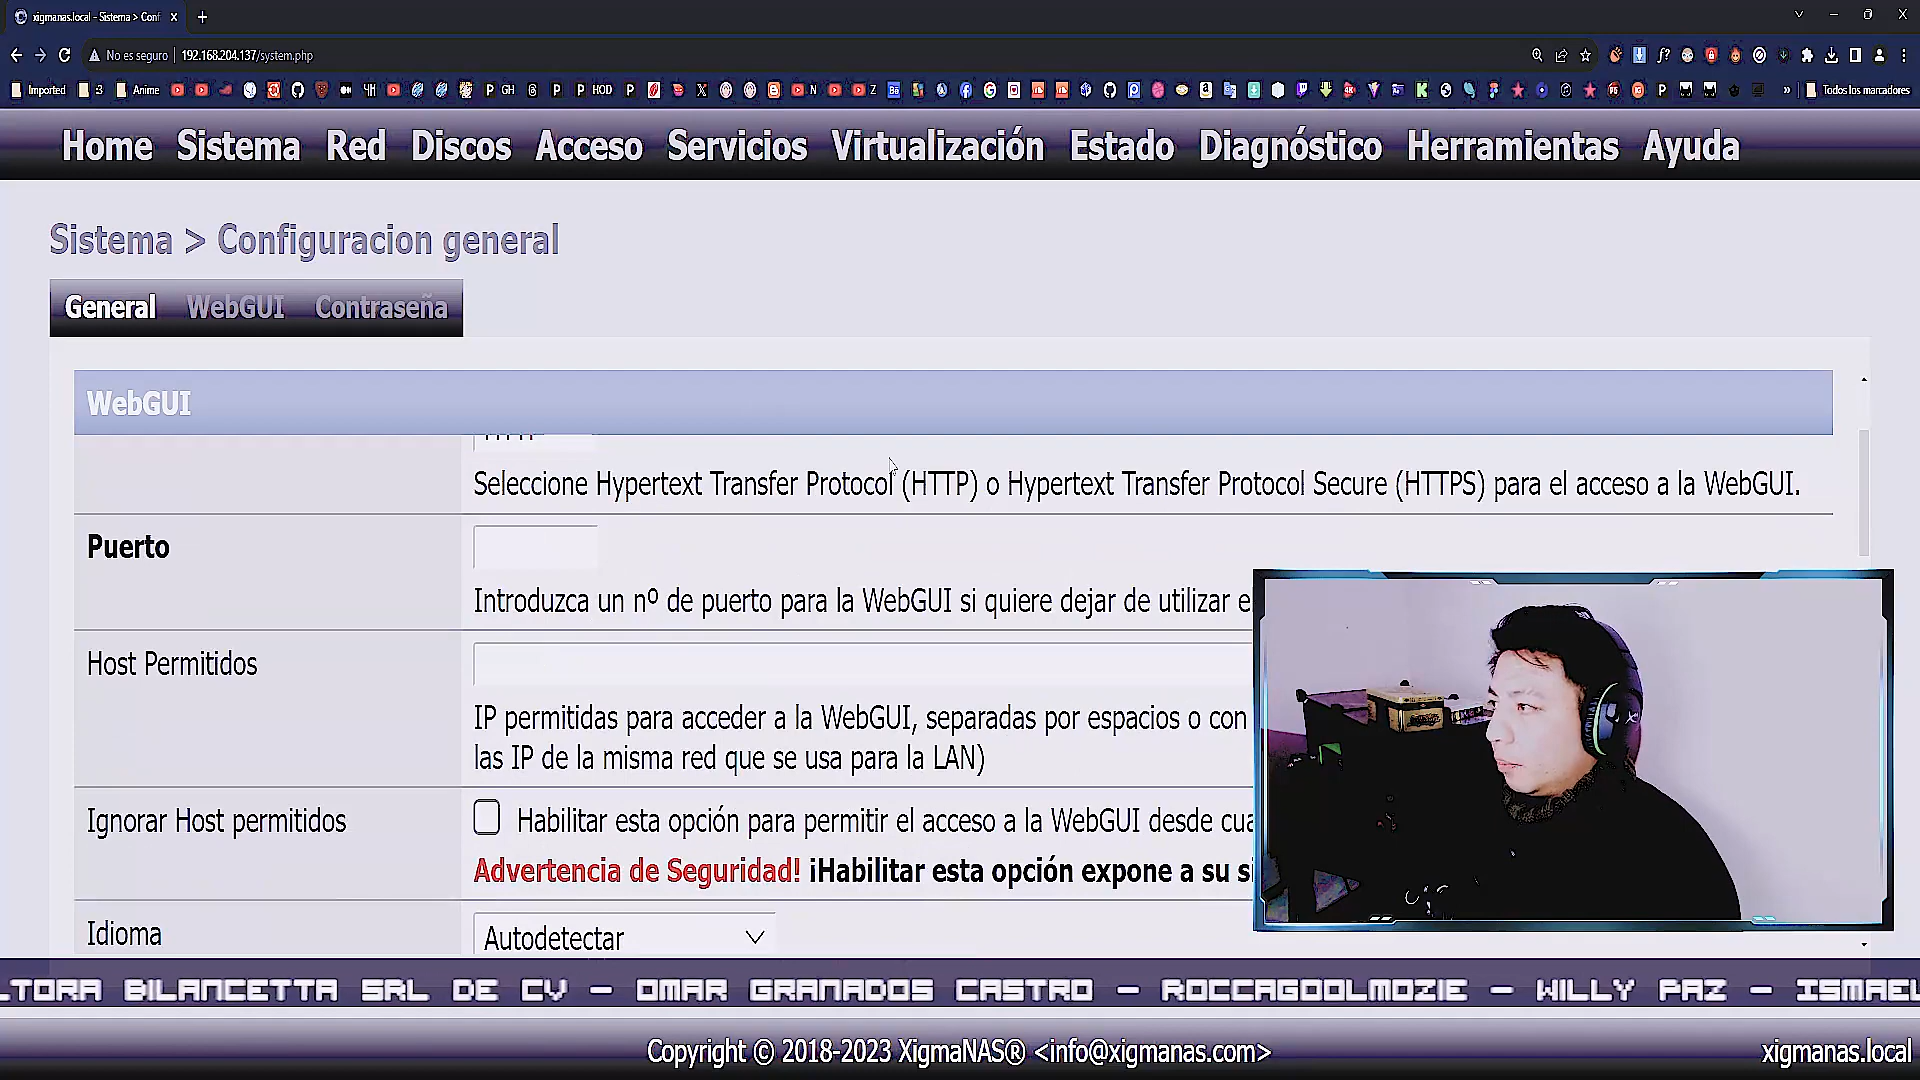 xigmanas.local - Sistema > Conf
No es seguro
192.168.204.137/system.php
Imported
:3
Anime
GH
HOD
N
Z
Todos los marcadores
Home Sistema Red Discos Acceso Servicios Virtualización Estado Diagnóstico Herramientas Ayuda
Sistema > Configuracion general
General WebGUI Contraseña
WebGUI
Seleccione Hypertext Transfer Protocol (HTTP) o Hypertext Transfer Protocol Secure (HTTPS) para el acceso a la WebGUI.
Puerto
Introduzca un nº de puerto para la WebGUI si quiere dejar de utilizar e
Host Permitidos
IP permitidas para acceder a la WebGUI, separadas por espacios o con
las IP de la misma red que se usa para la LAN)
Ignorar Host permitidos
Habilitar esta opción para permitir el acceso a la WebGUI desde cua
Advertencia de Seguridad! ¡Habilitar esta opción expone a su si
Idioma
Autodetectar
LTORA BILANCETTA SRL DE CV - OMAR GRANADOS CASTRO - ROCCAGOOLMOZIE - WILLY PAZ - ISMAEL
Copyright © 2018-2023 XigmaNAS® <info@xigmanas.com>
xigmanas.local